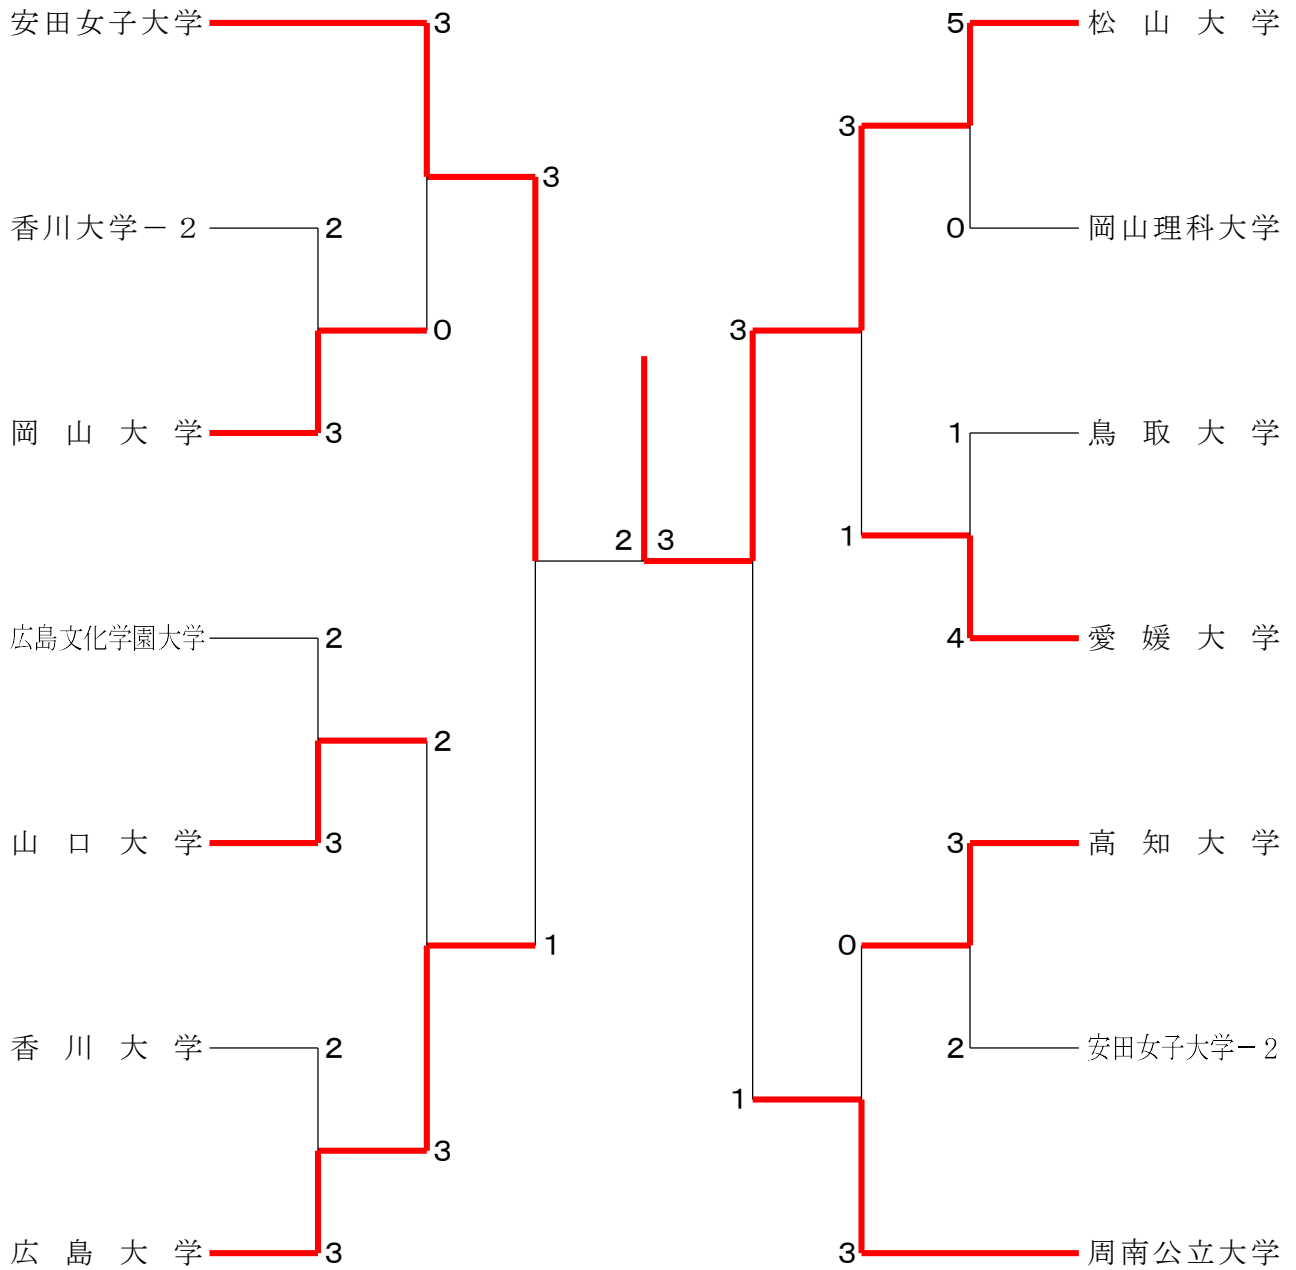 安田女子大学 3 5 松山大学
3 3
香川大学－2 2 0 岡山理科大学
0 3
岡山大学 3 1 鳥取大学
1
2 3
広島文化学園大学 2 4 愛媛大学
2
山口大学 3 3 高知大学
1 0
香川大学 2 2 安田女子大学－2
1
3
広島大学 3 3 周南公立大学